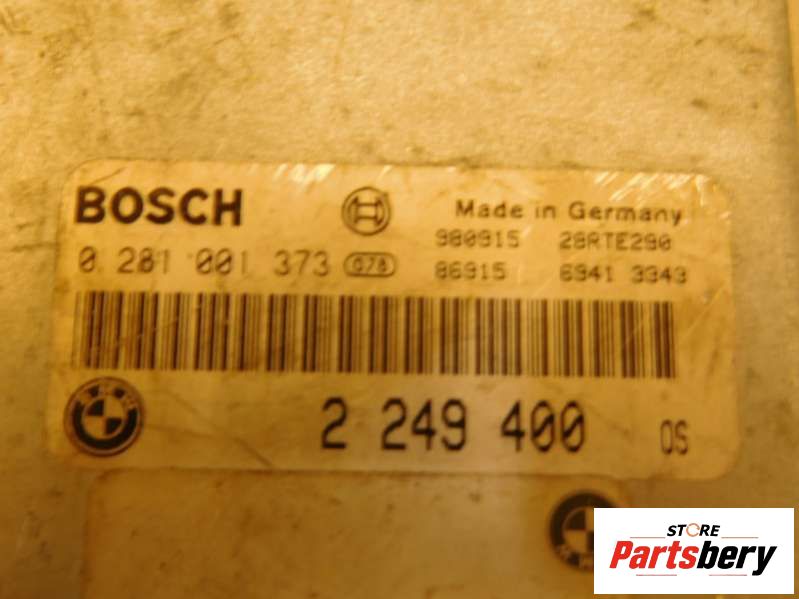 BOSCH
Made in Germany
980915 28RTE290
0 281 001 373 078
86915 6941 3343
2 249 400 OS
STORE
Partsbery